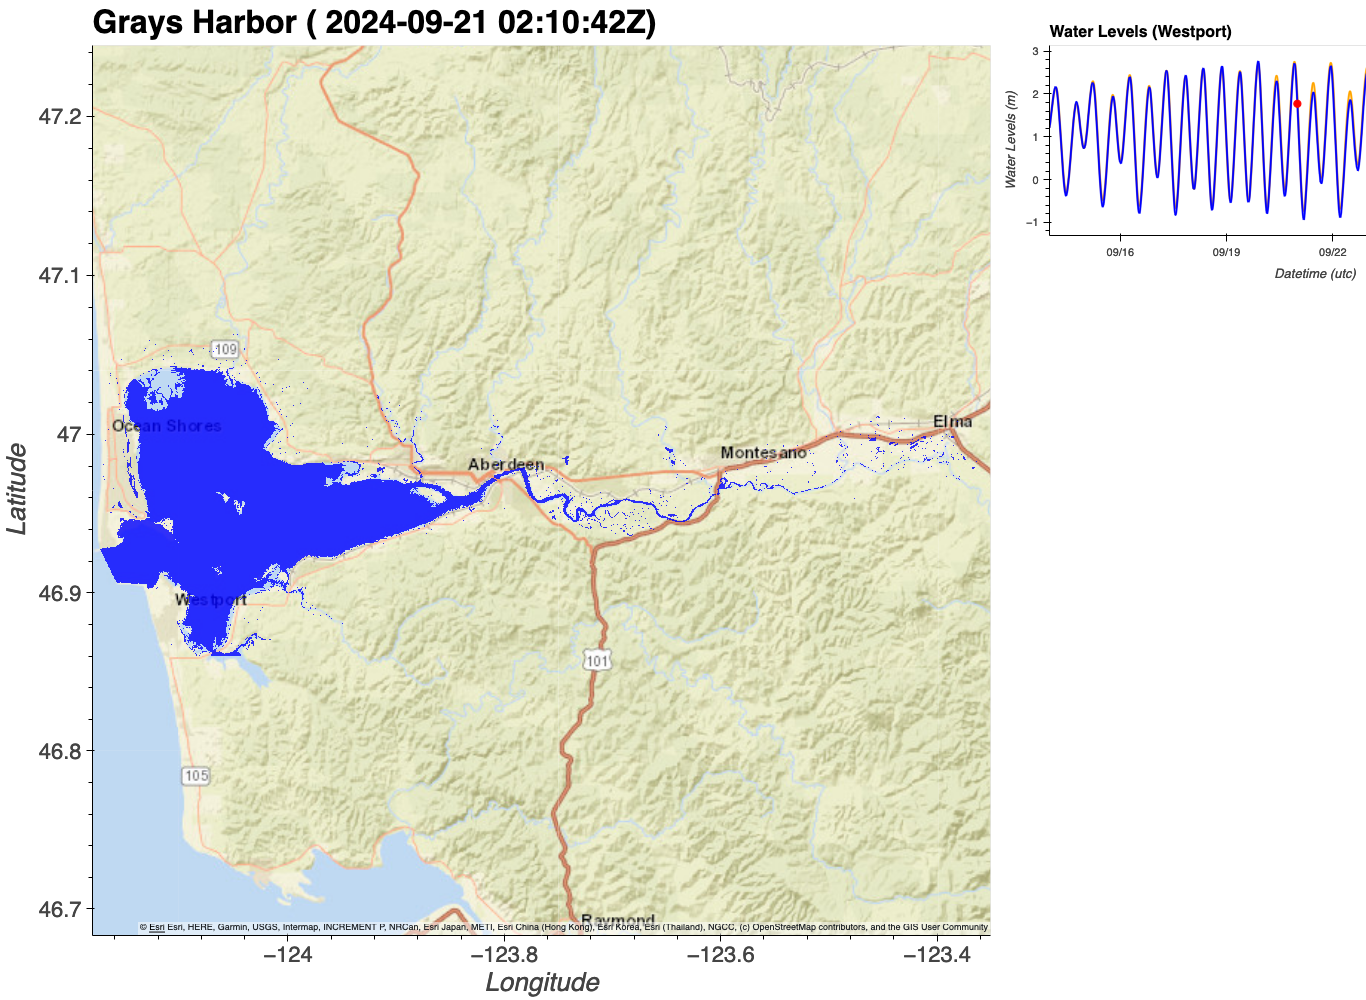 Grays Harbor ( 2024-09-21 02:10:42Z)
Water Levels (Westport)
3
2
1
0
−1
Water Levels (m)
09/16
09/19
09/22
Datetime (utc)
47.2
47.1
47
46.9
46.8
46.7
Latitude
109
Ocean Shores
Elma
Montesano
Aberdeen
Westport
101
105
Raymond
© Esri Esri, HERE, Garmin, USGS, Intermap, INCREMENT P, NRCan, Esri Japan, METI, Esri China (Hong Kong), Esri Korea, Esri (Thailand), NGCC, (c) OpenStreetMap contributors, and the GIS User Community
−124
−123.8
−123.6
−123.4
Longitude